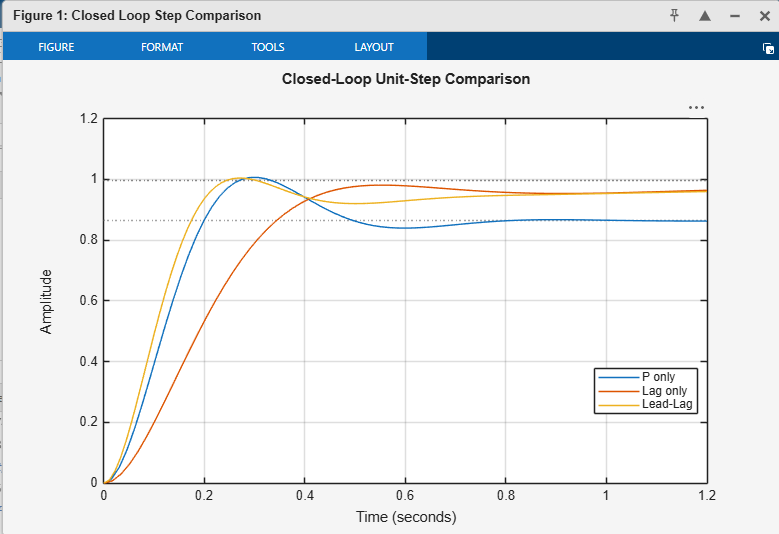 Figure 1: Closed Loop Step Comparison
FIGURE FORMAT TOOLS LAYOUT
Closed-Loop Unit-Step Comparison
1.2
1
0.8
0.6
0.4
0.2
0
Amplitude
P only
Lag only
Lead-Lag
0 0.2 0.4 0.6 0.8 1 1.2
Time (seconds)